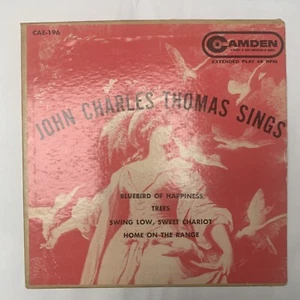 CAE-196
CAMDEN
EXTENDED PLAY 45 RPM
JOHN CHARLES THOMAS SINGS
BLUEBIRD OF HAPPINESS
TREES
SWING LOW, SWEET CHARIOT
HOME ON THE RANGE